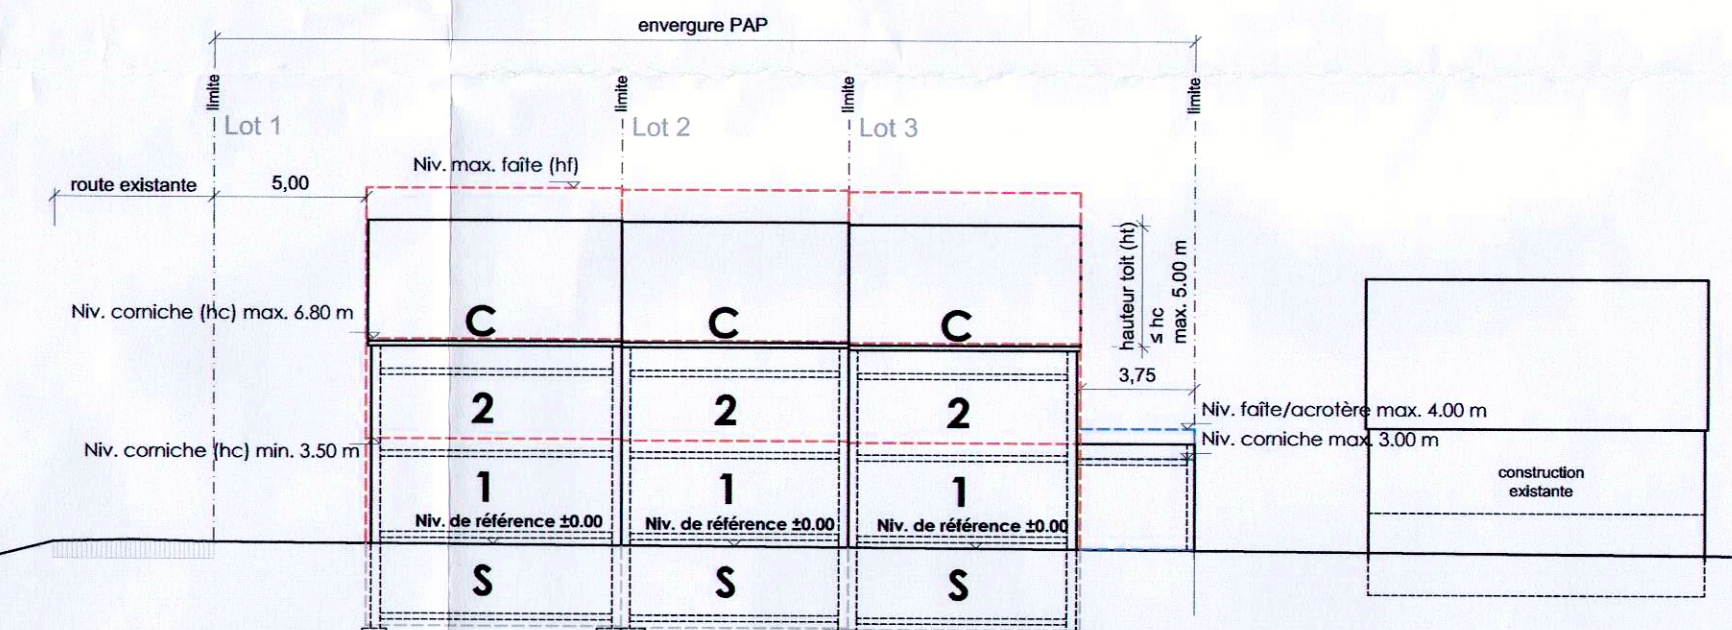 envergure PAP
limite
limite
limite
limite
Lot 1
Lot 2
Lot 3
Niv. max. faîte (hf)
route existante
5,00
hauteur toit (ht)
≤ hc
max. 5.00 m
Niv. corniche (hc) max. 6.80 m
C
C
C
3,75
2
2
2
Niv. faîte/acrotère max. 4.00 m
Niv. corniche max. 3.00 m
Niv. corniche (hc) min. 3.50 m
1
1
1
construction
existante
Niv. de référence ±0.00
Niv. de référence ±0.00
Niv. de référence ±0.00
S
S
S